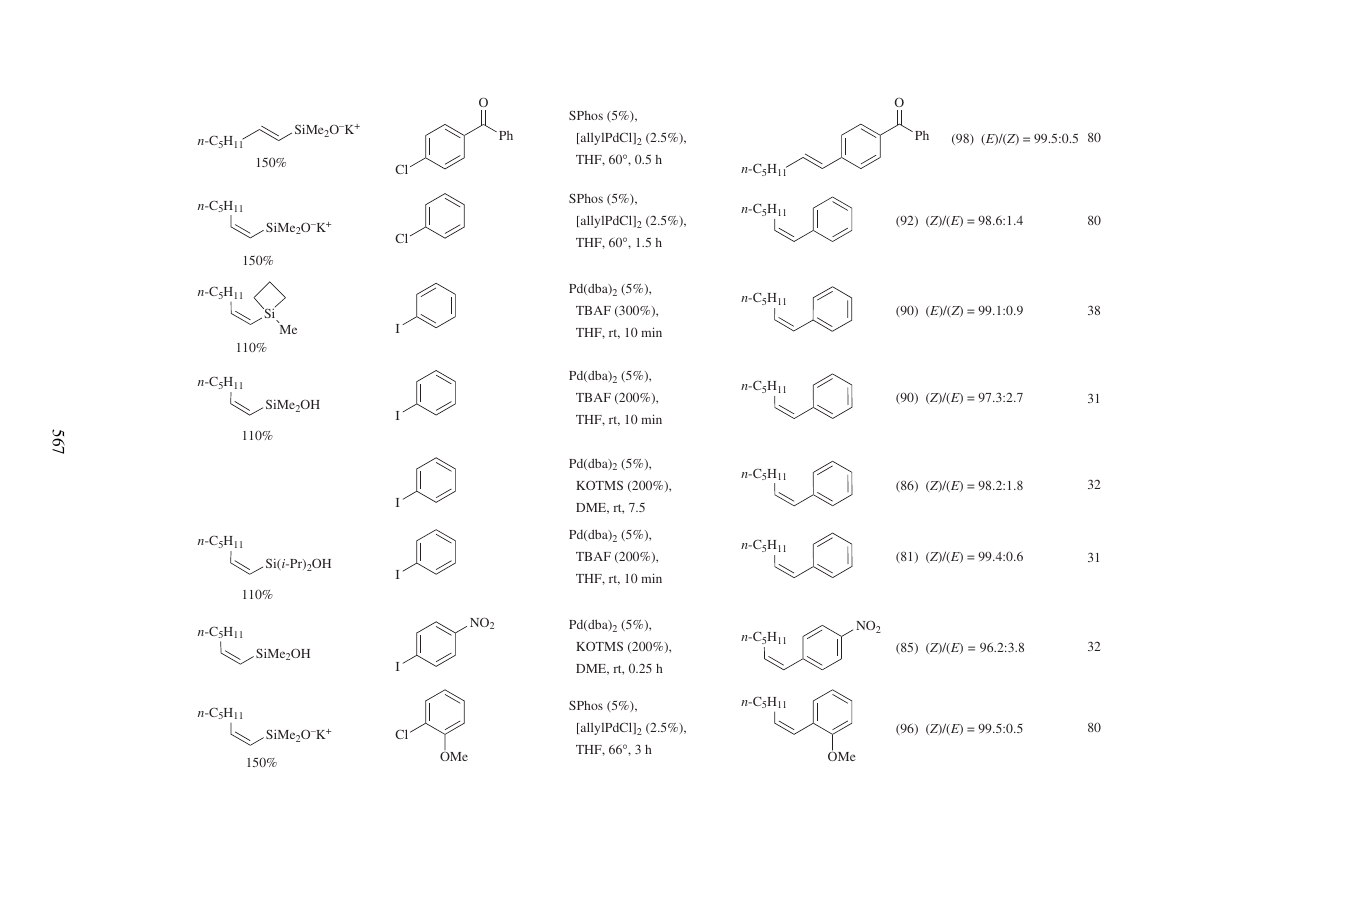 O
n-C5H11
SiMe2O–K+
150%
Cl
Ph
SPhos (5%),
[allylPdCl]2 (2.5%),
THF, 60°, 0.5 h
n-C5H11
O
Ph
(98) (E)/(Z) = 99.5:0.5 80
n-C5H11
SiMe2O–K+
150%
Cl
SPhos (5%),
[allylPdCl]2 (2.5%),
THF, 60°, 1.5 h
n-C5H11
(92) (Z)/(E) = 98.6:1.4 80
n-C5H11
Si
Me
110%
I
Pd(dba)2 (5%),
TBAF (300%),
THF, rt, 10 min
n-C5H11
(90) (E)/(Z) = 99.1:0.9 38
n-C5H11
SiMe2OH
110%
I
Pd(dba)2 (5%),
TBAF (200%),
THF, rt, 10 min
n-C5H11
(90) (Z)/(E) = 97.3:2.7 31
I
Pd(dba)2 (5%),
KOTMS (200%),
DME, rt, 7.5
n-C5H11
(86) (Z)/(E) = 98.2:1.8 32
n-C5H11
Si(i-Pr)2OH
110%
I
Pd(dba)2 (5%),
TBAF (200%),
THF, rt, 10 min
n-C5H11
(81) (Z)/(E) = 99.4:0.6 31
n-C5H11
SiMe2OH
I
NO2
Pd(dba)2 (5%),
KOTMS (200%),
DME, rt, 0.25 h
n-C5H11
NO2
(85) (Z)/(E) = 96.2:3.8 32
n-C5H11
SiMe2O–K+
150%
Cl
OMe
SPhos (5%),
[allylPdCl]2 (2.5%),
THF, 66°, 3 h
n-C5H11
OMe
(96) (Z)/(E) = 99.5:0.5 80
567